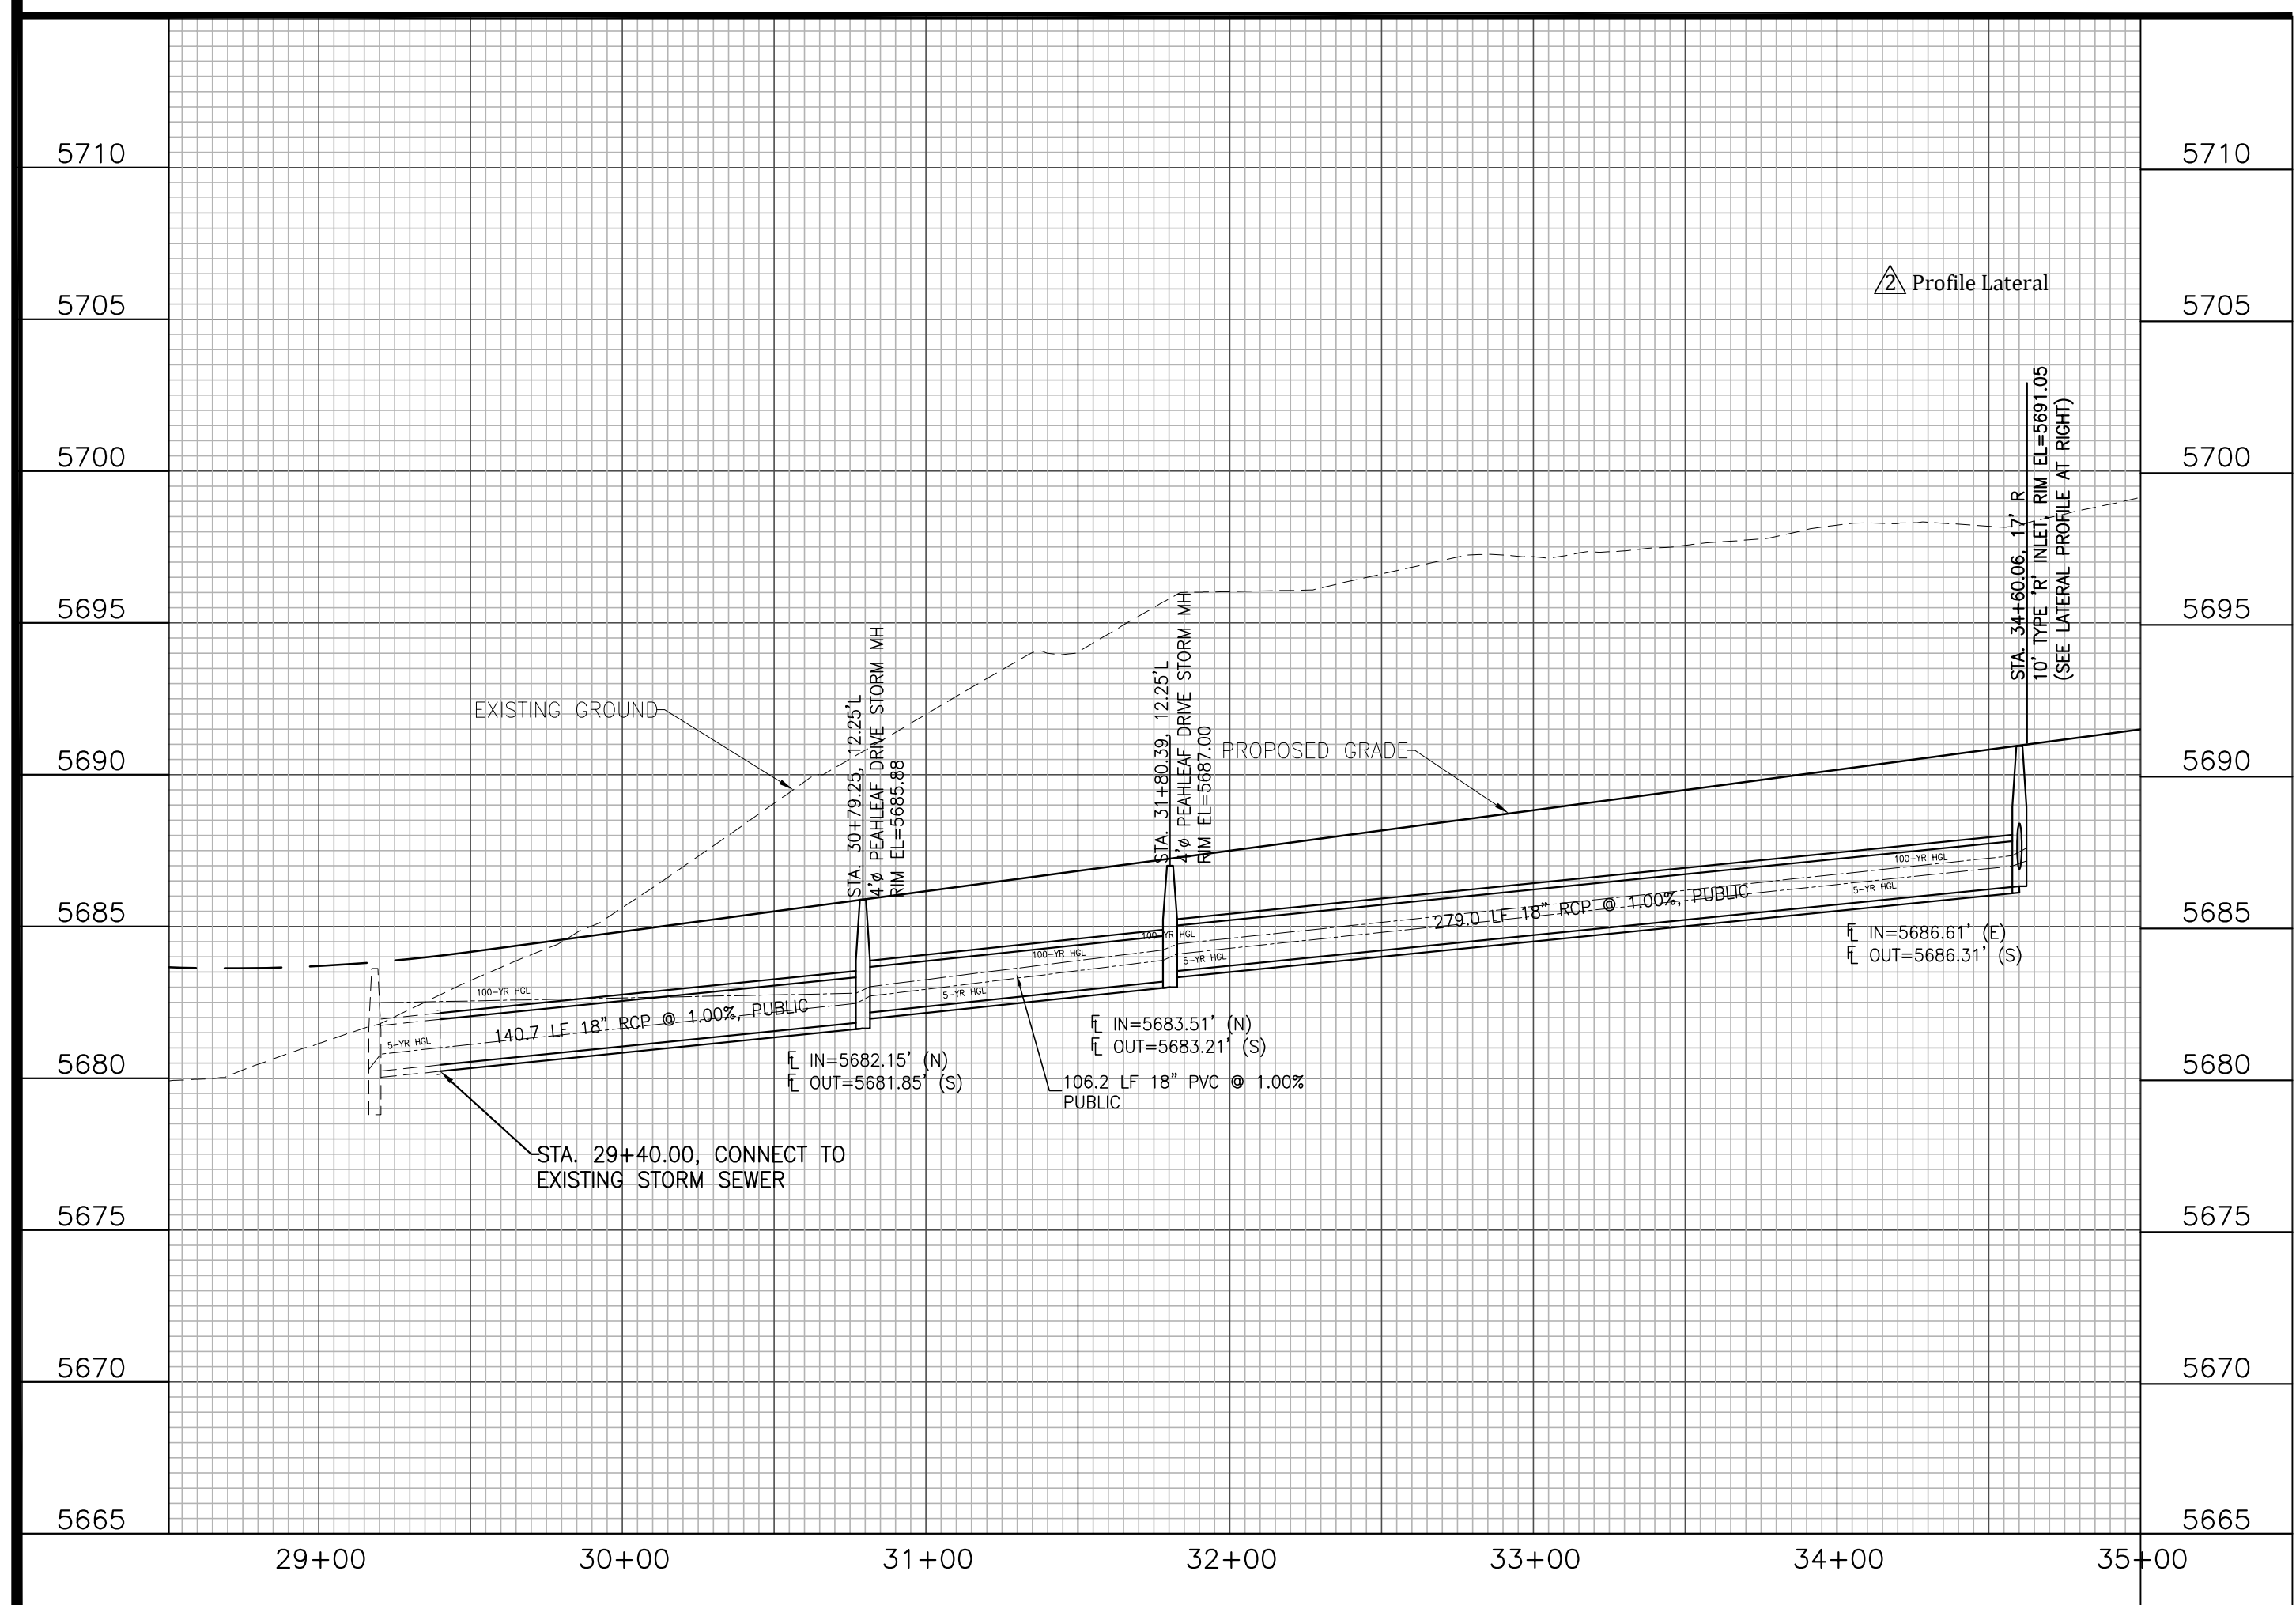 5710
5710
2 Profile Lateral
5705
5705
5700
5700
STA. 34+60.06, 17' R
10' TYPE 'R' INLET, RIM EL=5691.05
(SEE LATERAL PROFILE AT RIGHT)
5695
5695
EXISTING GROUND
STA. 30+79.25, 12.25'L
4'ø PEAHLEAF DRIVE STORM MH
RIM EL=5685.88
STA. 31+80.39, 12.25'L
4'ø PEAHLEAF DRIVE STORM MH
RIM EL=5687.00
PROPOSED GRADE
5690
5690
100-YR HGL
5-YR HGL
279.0 LF 18" RCP @ 1.00%, PUBLIC
5685
5685
100-YR HGL
100-YR HGL
5-YR HGL
5-YR HGL
FL IN=5686.61' (E)
FL OUT=5686.31' (S)
100-YR HGL
140.7 LF 18" RCP @ 1.00%, PUBLIC
5-YR HGL
FL IN=5683.51' (N)
FL OUT=5683.21' (S)
FL IN=5682.15' (N)
FL OUT=5681.85' (S)
5680
5680
106.2 LF 18" PVC @ 1.00%
PUBLIC
STA. 29+40.00, CONNECT TO
EXISTING STORM SEWER
5675
5675
5670
5670
5665
5665
29+00
30+00
31+00
32+00
33+00
34+00
35+00